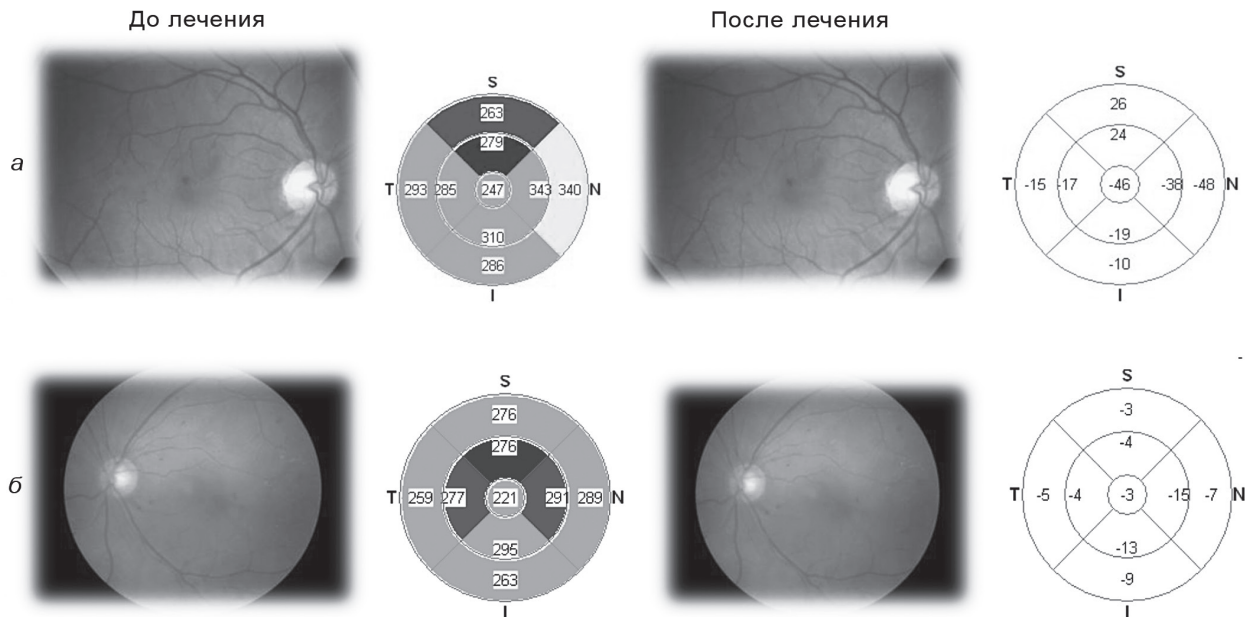 До лечения После лечения
а
S
263
279
T 293 285 247 343 340 N
310
286
I
S
26
24
T -15 -17 -46 -38 -48 N
-19
-10
I
б
S
276
276
T 259 277 221 291 289 N
295
263
I
S
-3
-4
T -5 -4 -3 -15 -7 N
-13
-9
I